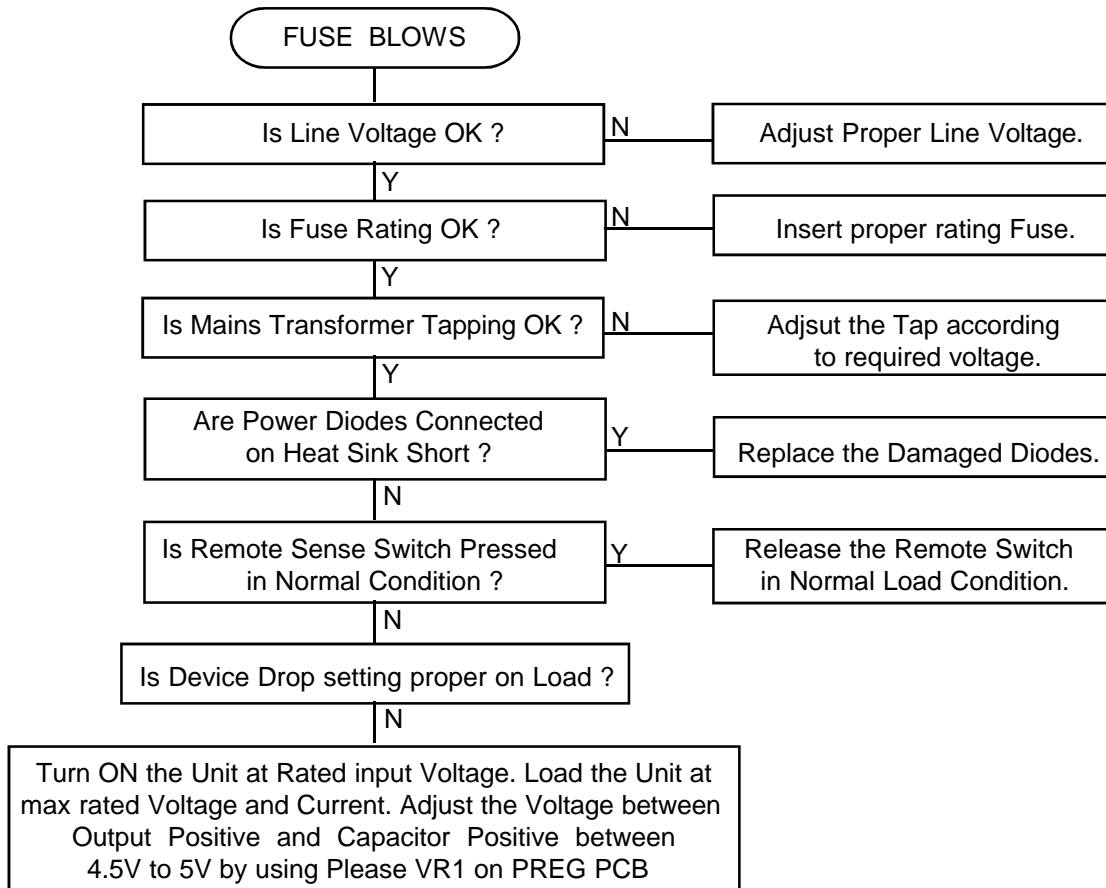 FUSE BLOWS
Is Line Voltage OK ?
N
Adjust Proper Line Voltage.
Y
Is Fuse Rating OK ?
N
Insert proper rating Fuse.
Y
Is Mains Transformer Tapping OK ?
N
Adjsut the Tap according
to required voltage.
Y
Are Power Diodes Connected
on Heat Sink Short ?
Y
Replace the Damaged Diodes.
N
Is Remote Sense Switch Pressed
in Normal Condition ?
Y
Release the Remote Switch
in Normal Load Condition.
N
Is Device Drop setting proper on Load ?
N
Turn ON the Unit at Rated input Voltage. Load the Unit at
max rated Voltage and Current. Adjust the Voltage between
Output Positive and Capacitor Positive between
4.5V to 5V by using Please VR1 on PREG PCB